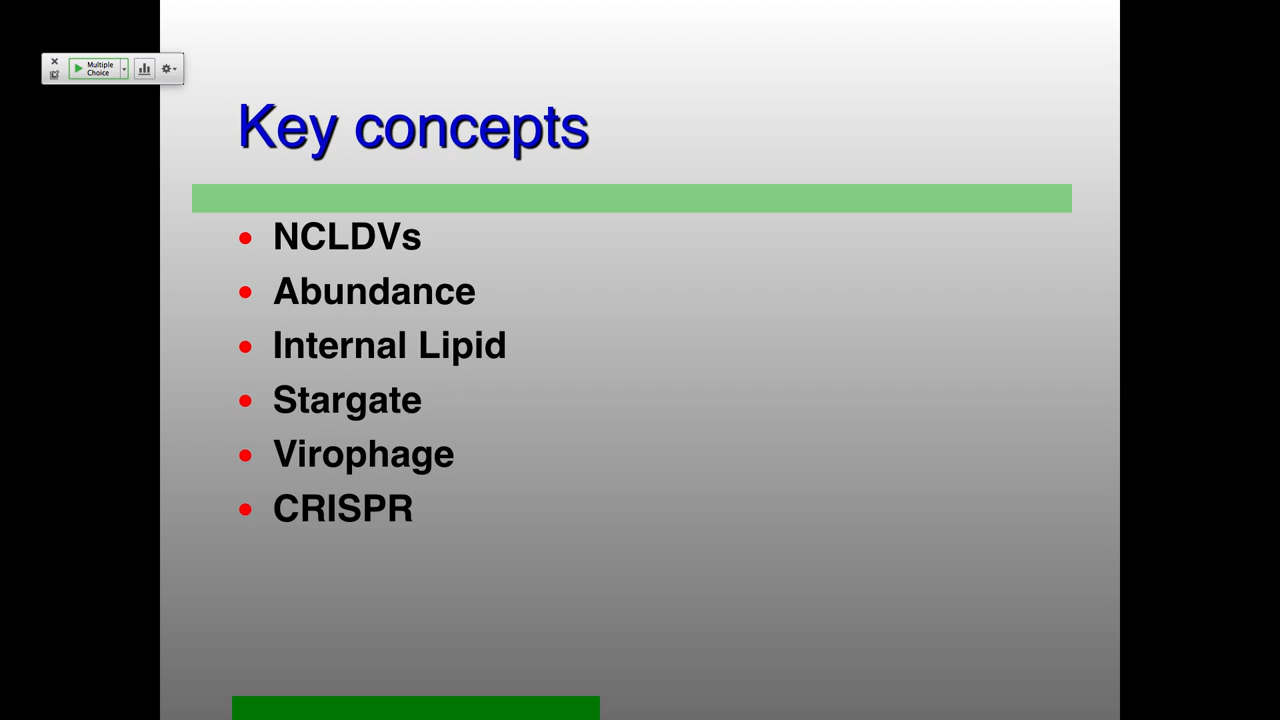 Multiple
Choice
Key concepts
NCLDVs
Abundance
Internal Lipid
Stargate
Virophage
CRISPR